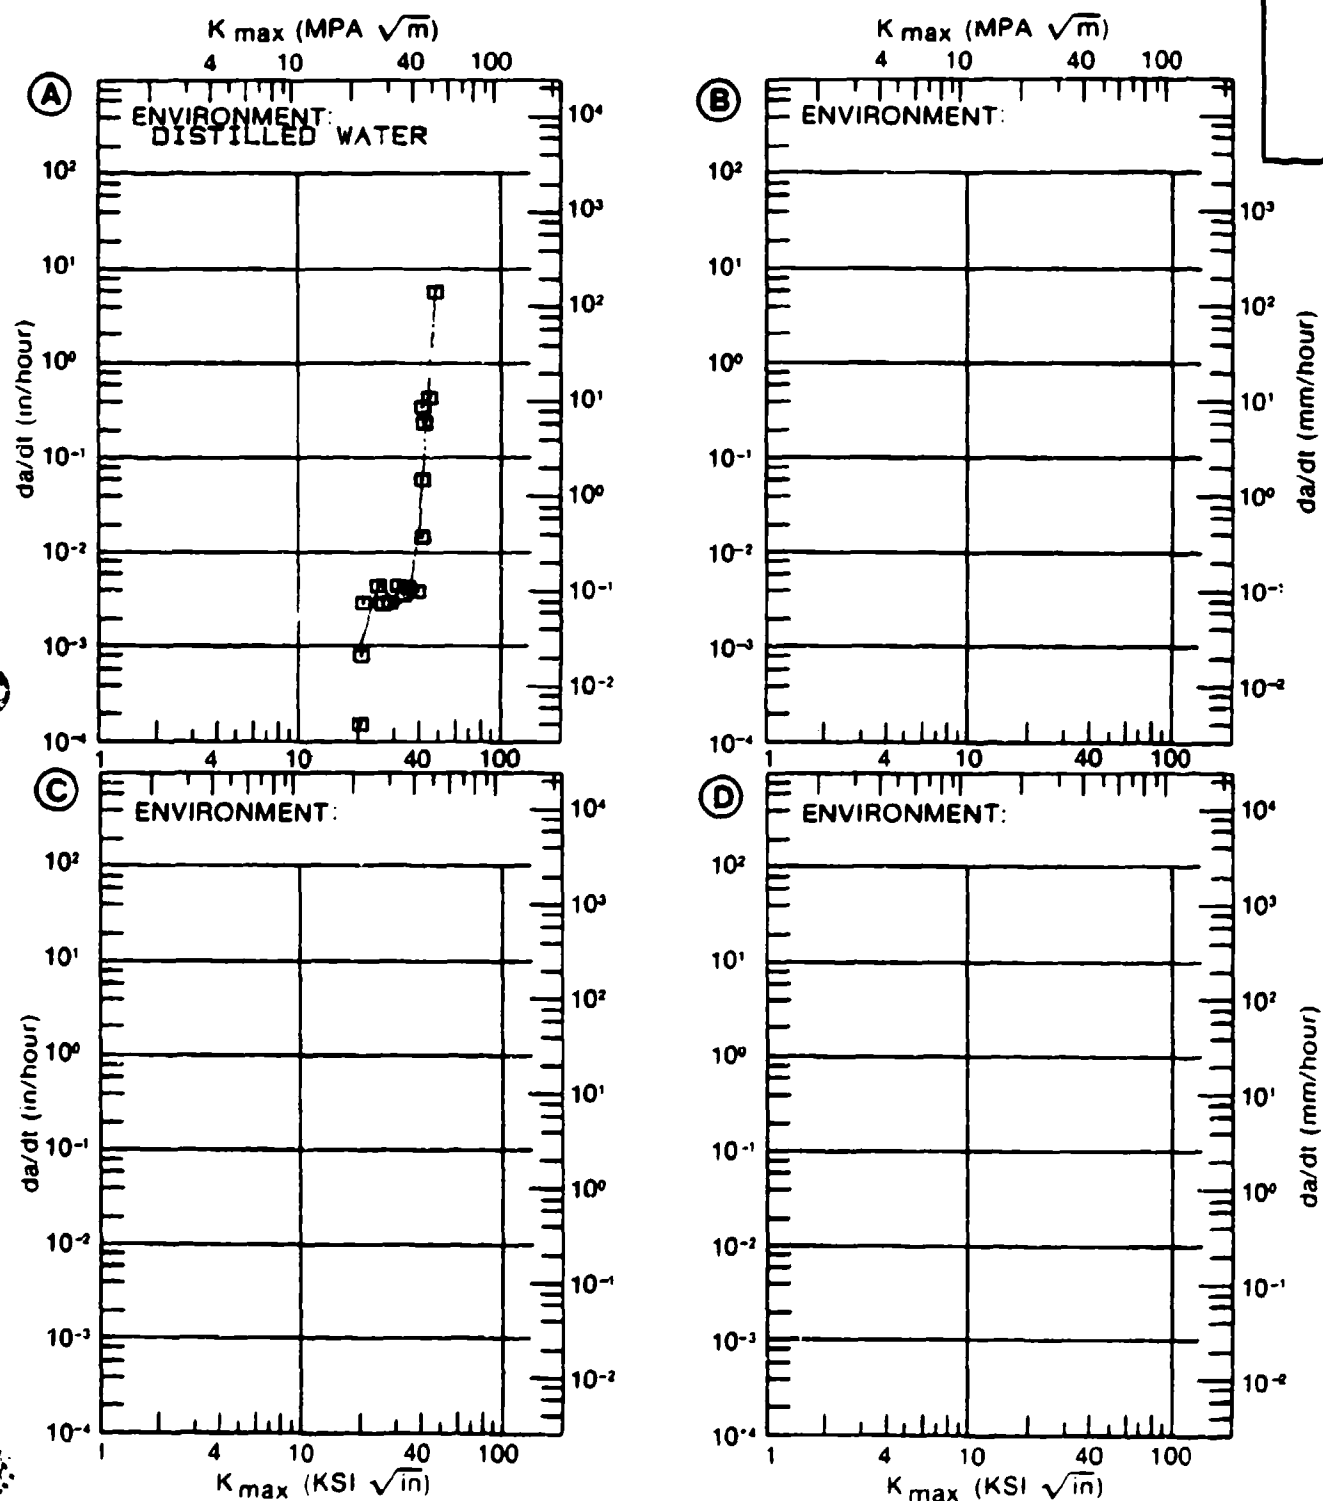 K max (MPA √m)
4 10 40 100
A
ENVIRONMENT:
DISTILLED WATER
10² 10¹ 10⁰ 10⁻¹ 10⁻² 10⁻³ 10⁻⁴
da/dt (in/hour)
10⁴ 10³ 10² 10¹ 10⁰ 10⁻¹ 10⁻²
1 4 10 40 100
K max (MPA √m)
4 10 40 100
B
ENVIRONMENT:
10² 10¹ 10⁰ 10⁻¹ 10⁻² 10⁻³ 10⁻⁴
10³ 10² 10¹ 10⁰ 10⁻¹ 10⁻²
da/dt (mm/hour)
1 4 10 40 100
C
ENVIRONMENT:
10² 10¹ 10⁰ 10⁻¹ 10⁻² 10⁻³ 10⁻⁴
da/dt (in/hour)
10⁴ 10³ 10² 10¹ 10⁰ 10⁻¹ 10⁻²
1 4 10 40 100
K max (KSI √in)
D
ENVIRONMENT:
10² 10¹ 10⁰ 10⁻¹ 10⁻² 10⁻³ 10⁻⁴
10⁴ 10³ 10² 10¹ 10⁰ 10⁻¹ 10⁻²
da/dt (mm/hour)
1 4 10 40 100
K max (KSI √in)